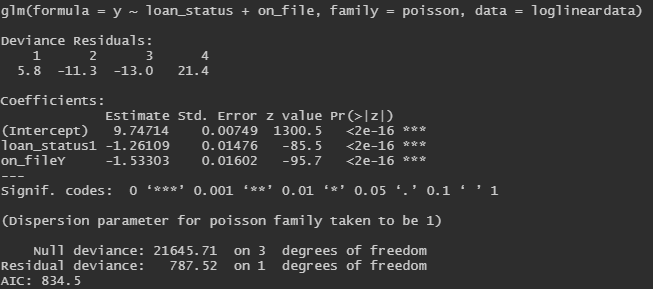 glm(formula = y ~ loan_status + on_file, family = poisson, data = loglineardata)
Deviance Residuals:
1 2 3 4
5.8 -11.3 -13.0 21.4
Coefficients:
Estimate Std. Error z value Pr(>|z|)
(Intercept) 9.74714 0.00749 1300.5 <2e-16 ***
loan_status1 -1.26109 0.01476 -85.5 <2e-16 ***
on_fileY -1.53303 0.01602 -95.7 <2e-16 ***
---
Signif. codes: 0 ‘***’ 0.001 ‘**’ 0.01 ‘*’ 0.05 ‘.’ 0.1 ‘ ’ 1
(Dispersion parameter for poisson family taken to be 1)
Null deviance: 21645.71 on 3 degrees of freedom
Residual deviance: 787.52 on 1 degrees of freedom
AIC: 834.5